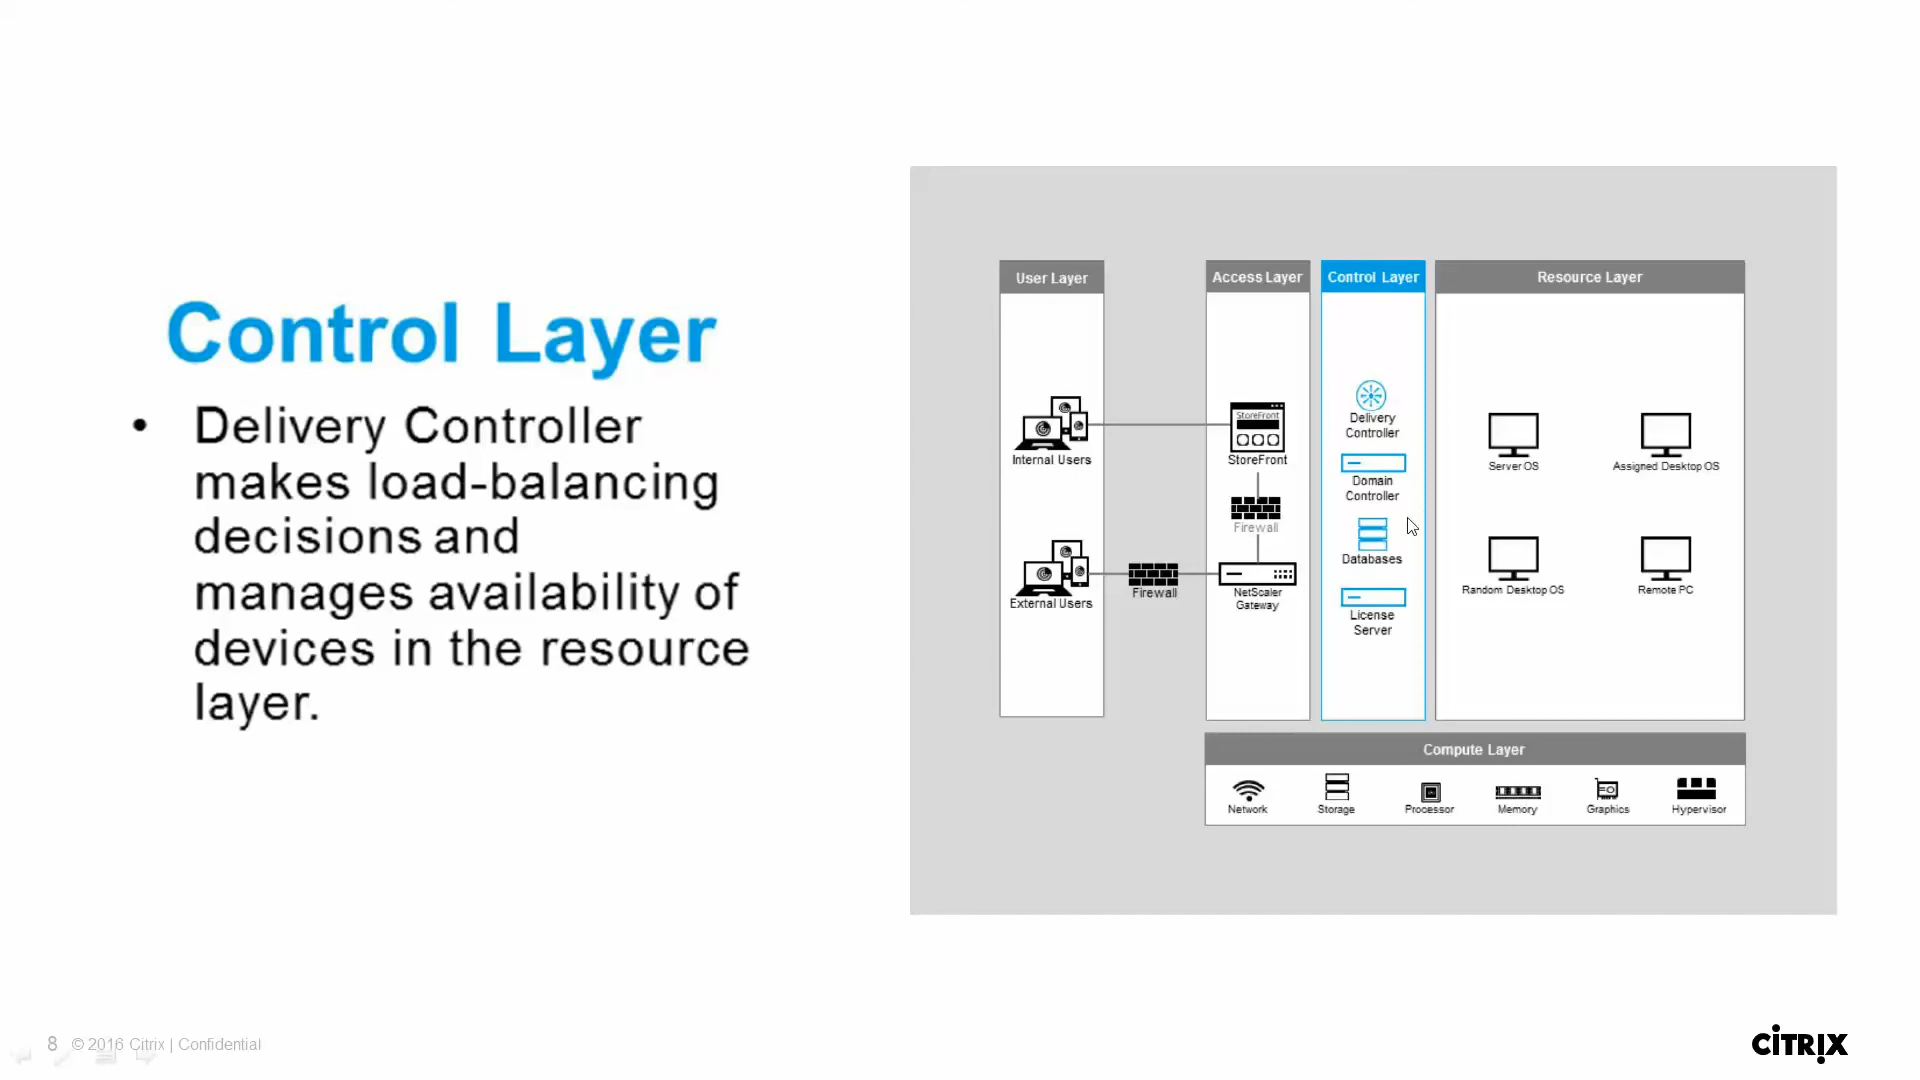 Control Layer
• Delivery Controller
makes load-balancing
decisions and
manages availability of
devices in the resource
layer.
User Layer
Internal Users
External Users
Firewall
Access Layer
StoreFront
StoreFront
Firewall
NetScaler
Gateway
Control Layer
Delivery
Controller
Domain
Controller
Databases
License
Server
Resource Layer
Server OS
Assigned Desktop OS
Random Desktop OS
Remote PC
Compute Layer
Network
Storage
Processor
Memory
Graphics
Hypervisor
8 © 2016 Citrix | Confidential
CITRIX